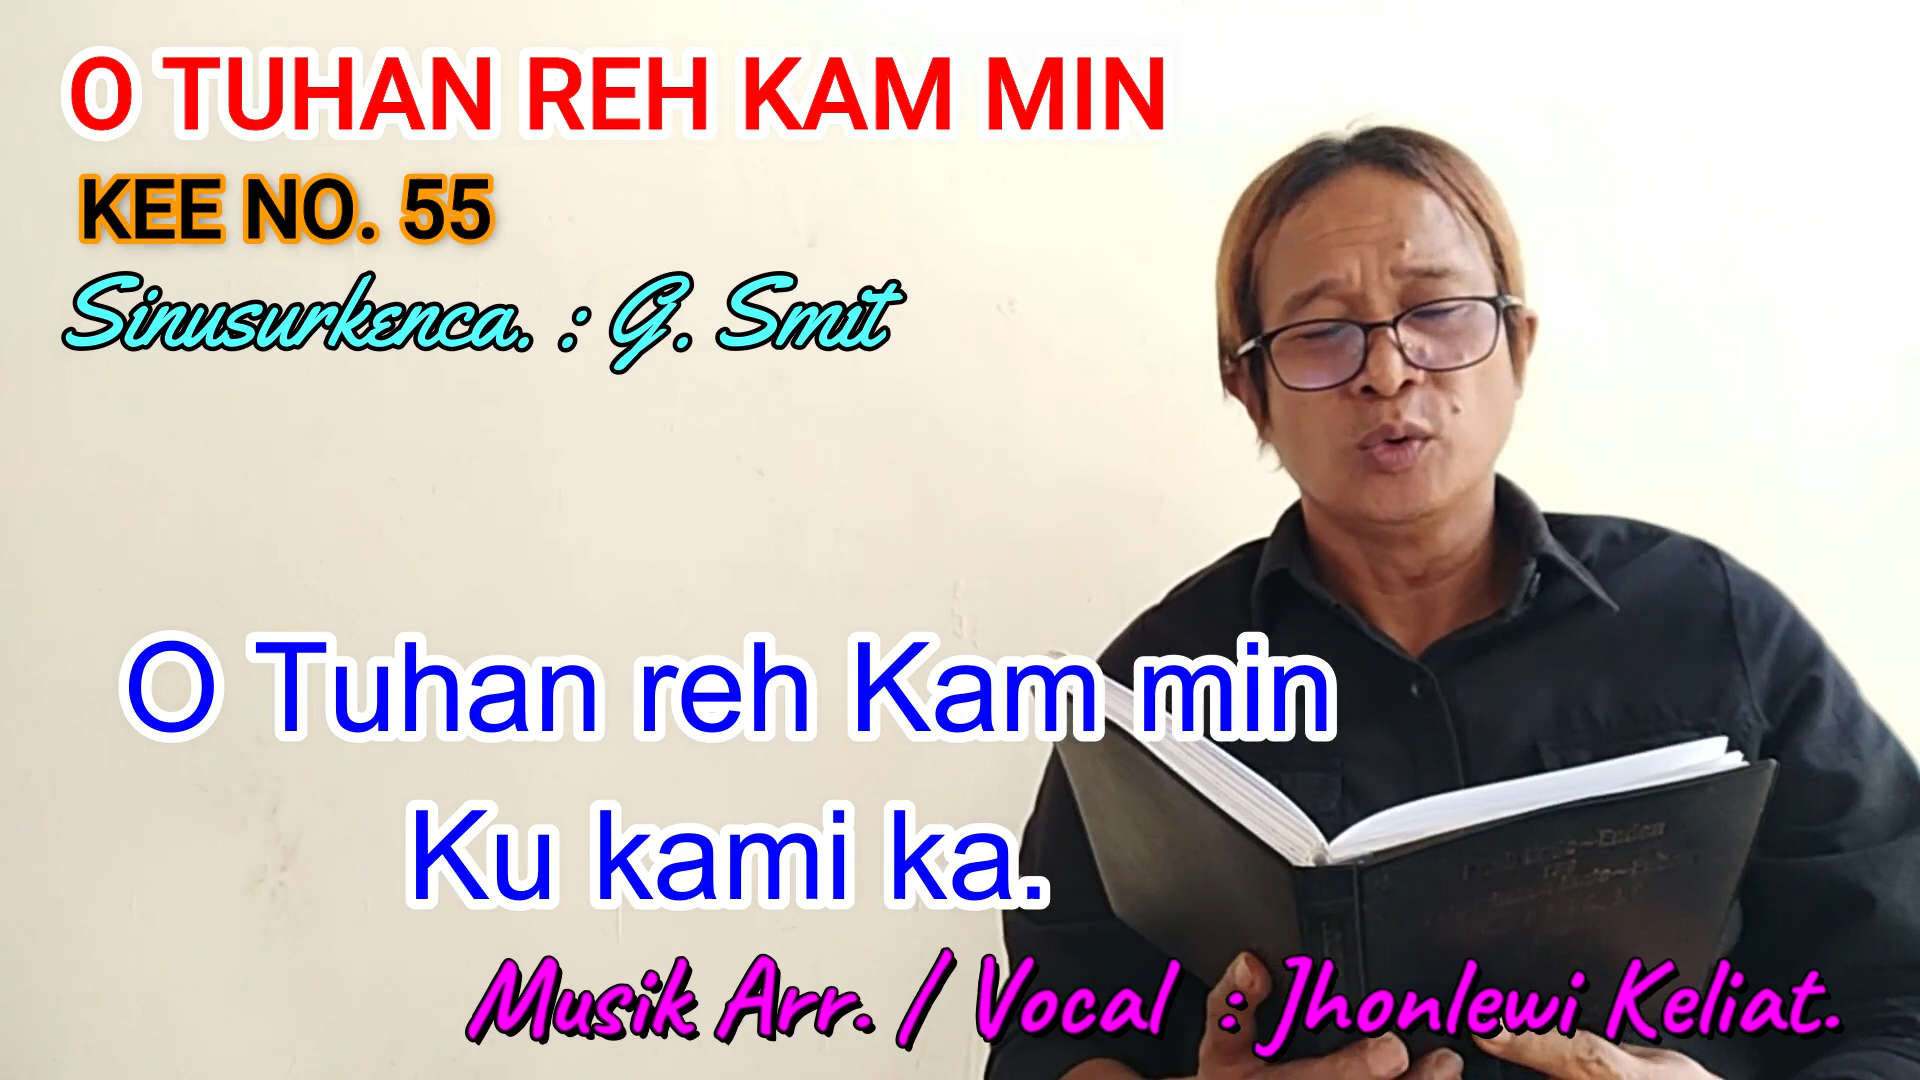 O TUHAN REH KAM MIN
KEE NO. 55
Sinusurkenca. : G. Smit
O Tuhan reh Kam min
Ku kami ka.
Musik Arr. / Vocal : Jhonlewi Keliat.